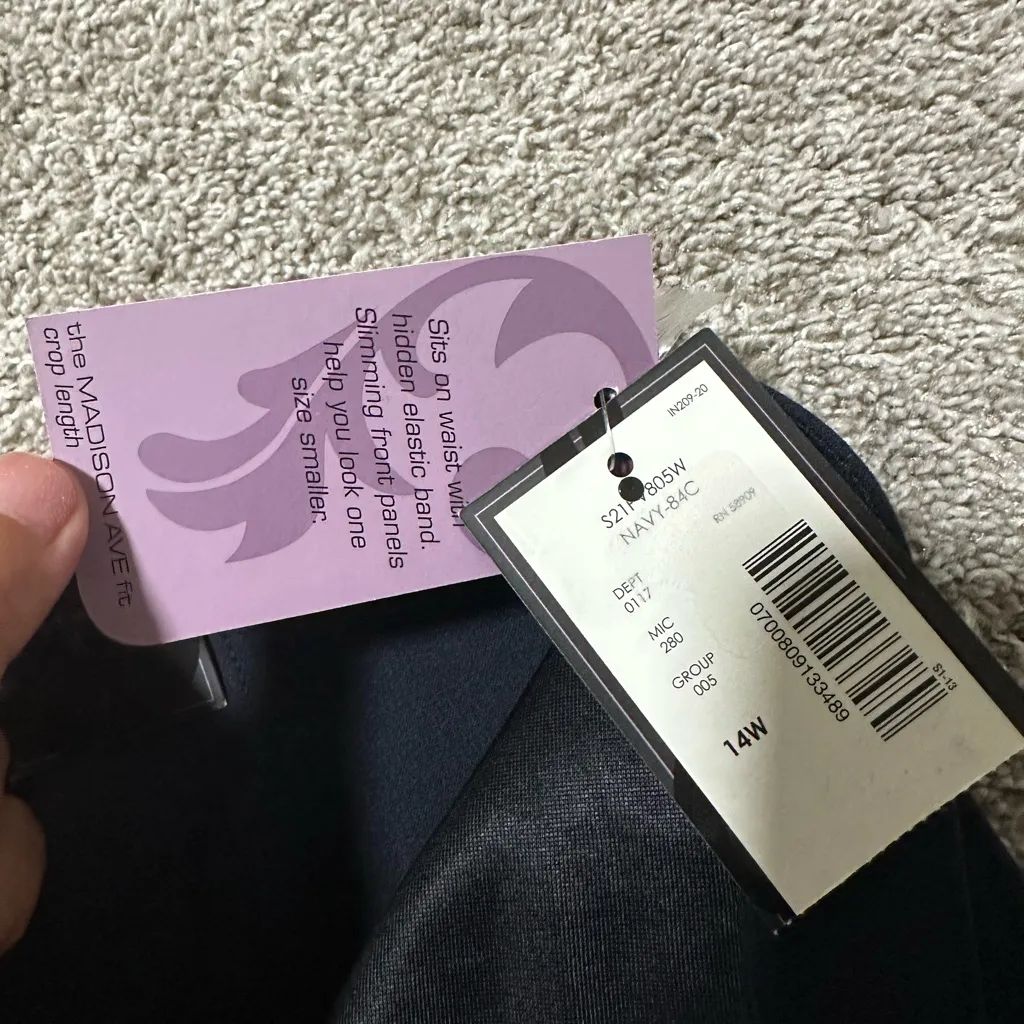 the MADISON AVE fit
crop length
Sits on waist with
hidden elastic band.
Slimming front panels
help you look one
size smaller.
IN209-20
NAVY-84C
RN 58909
DEPT
0117
MIC
280
GROUP
005
14W
0700809133489
S1-13